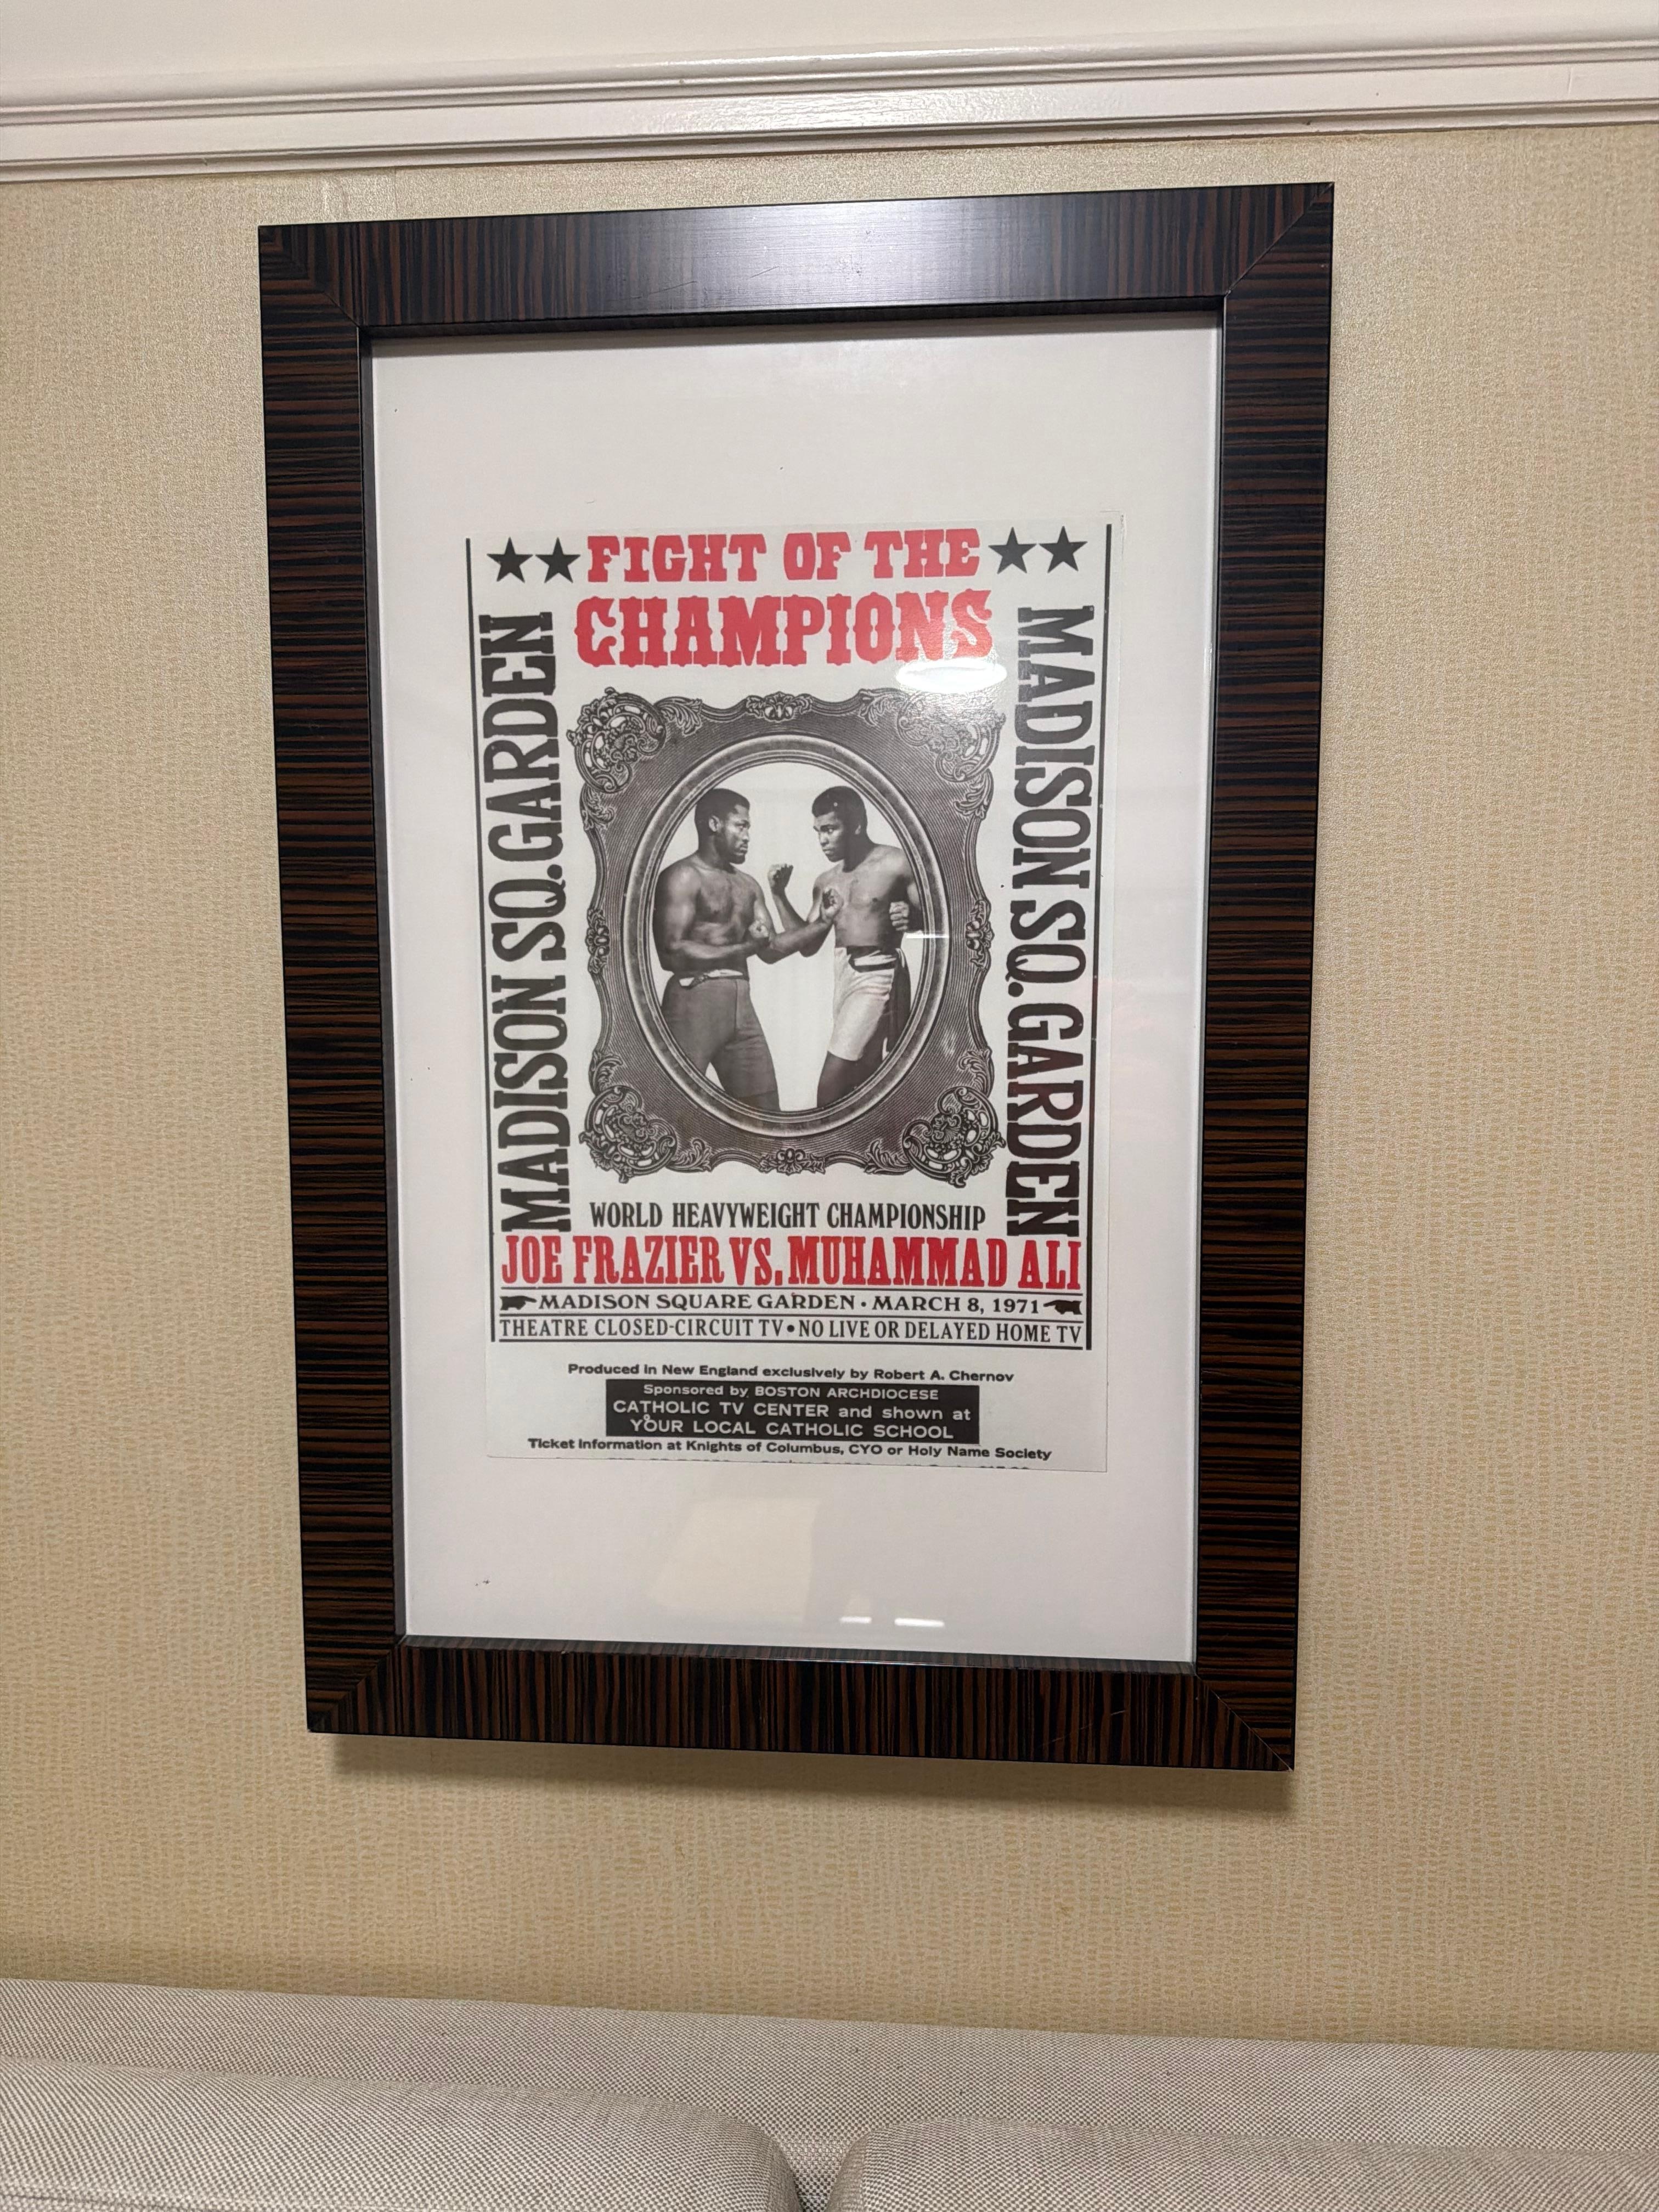 ★★FIGHT OF THE★★
CHAMPIONS
MADISON SQ.GARDEN
MADISON SQ.GARDEN
WORLD HEAVYWEIGHT CHAMPIONSHIP
JOE FRAZIER VS. MUHAMMAD ALI
MADISON SQUARE GARDEN • MARCH 8, 1971
THEATRE CLOSED-CIRCUIT TV • NO LIVE OR DELAYED HOME TV
Produced in New England exclusively by Robert A. Chernov
Sponsored by BOSTON ARCHDIOCESE
CATHOLIC TV CENTER and shown at
YOUR LOCAL CATHOLIC SCHOOL
Ticket Information at Knights of Columbus, CYO or Holy Name Society